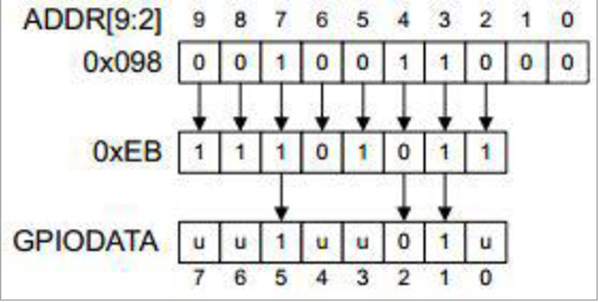 ADDR[9:2] 9 8 7 6 5 4 3 2 1 0
0x098 0 0 1 0 0 1 1 0 0 0
0xEB 1 1 1 0 1 0 1 1
GPIODATA u u 1 u u 0 1 u
7 6 5 4 3 2 1 0